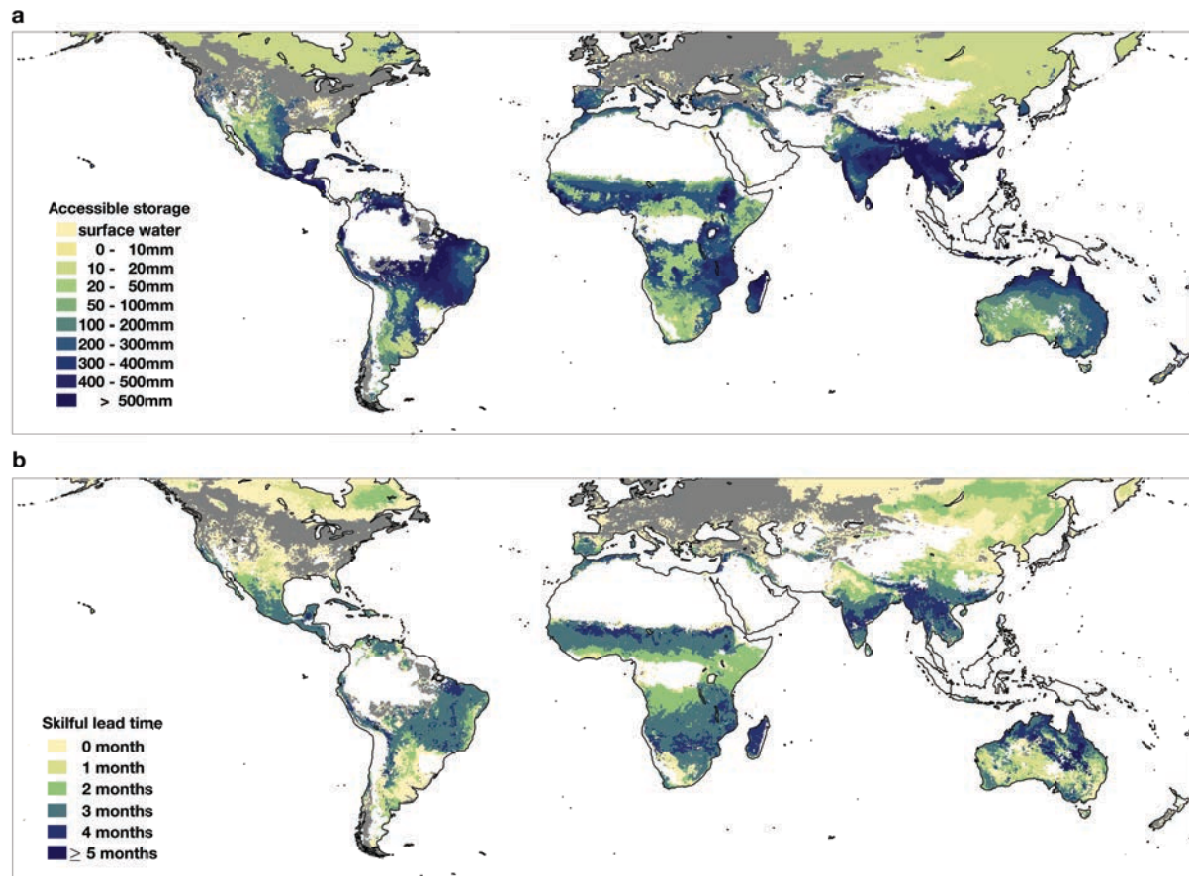 a
Accessible storage
surface water
0 - 10mm
10 - 20mm
20 - 50mm
50 - 100mm
100 - 200mm
200 - 300mm
300 - 400mm
400 - 500mm
> 500mm
b
Skilful lead time
0 month
1 month
2 months
3 months
4 months
≥ 5 months